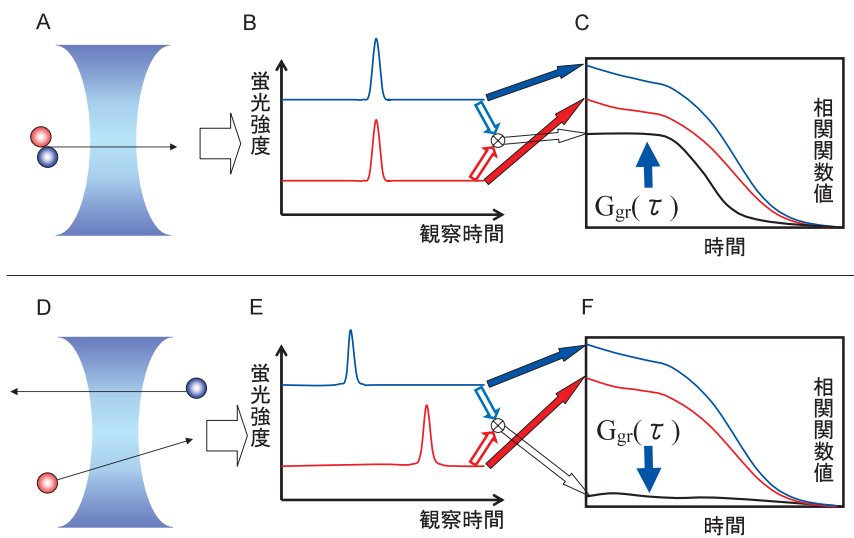 A
B
C
蛍光強度
観察時間
相関関数値
Ggr(τ)
時間
D
E
F
蛍光強度
観察時間
相関関数値
Ggr(τ)
時間